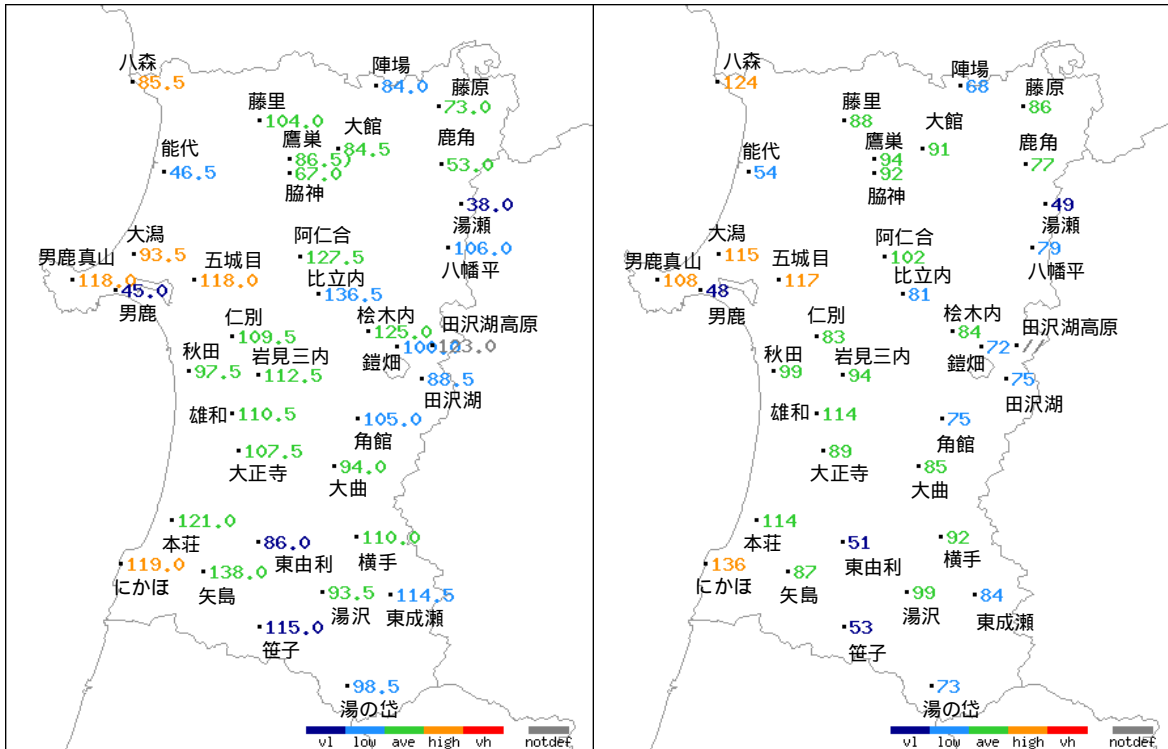 八森
85.5
陣場
84.0
藤原
73.0
藤里
104.0
大館
84.5
鷹巣
86.5)
67.0
脇神
鹿角
53.0
能代
46.5
38.0
湯瀬
大潟
93.5
阿仁合
127.5
106.0
八幡平
男鹿真山
118.0
五城目
118.0
45.0
男鹿
比立内
136.5
仁別
109.5
桧木内
125.0
田沢湖高原
103.0
鎧畑
秋田
97.5
岩見三内
112.5
88.5
田沢湖
雄和
110.5
105.0
角館
107.5
大正寺
94.0
大曲
121.0
本荘
86.0
東由利
110.0
横手
119.0
にかほ
138.0
矢島
93.5
湯沢
114.5
東成瀬
115.0
笹子
98.5
湯の岱
vl low ave high vh notdef
八森
124
陣場
68
藤原
86
藤里
88
大館
91
鷹巣
94
92
脇神
鹿角
77
能代
54
49
湯瀬
大潟
115
阿仁合
102
79
八幡平
男鹿真山
108
五城目
117
48
男鹿
比立内
81
仁別
83
桧木内
84
田沢湖高原
//
72
鎧畑
秋田
99
岩見三内
94
75
田沢湖
雄和
114
75
角館
89
大正寺
85
大曲
114
本荘
51
東由利
92
横手
136
にかほ
87
矢島
99
湯沢
84
東成瀬
53
笹子
73
湯の岱
vl low ave high vh notdef